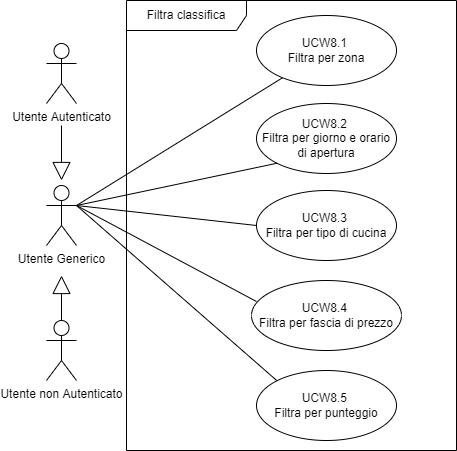 Filtra classifica
UCW8.1
Filtra per zona
Utente Autenticato
UCW8.2
Filtra per giorno e orario
di apertura
UCW8.3
Filtra per tipo di cucina
Utente Generico
UCW8.4
Filtra per fascia di prezzo
Utente non Autenticato
UCW8.5
Filtra per punteggio